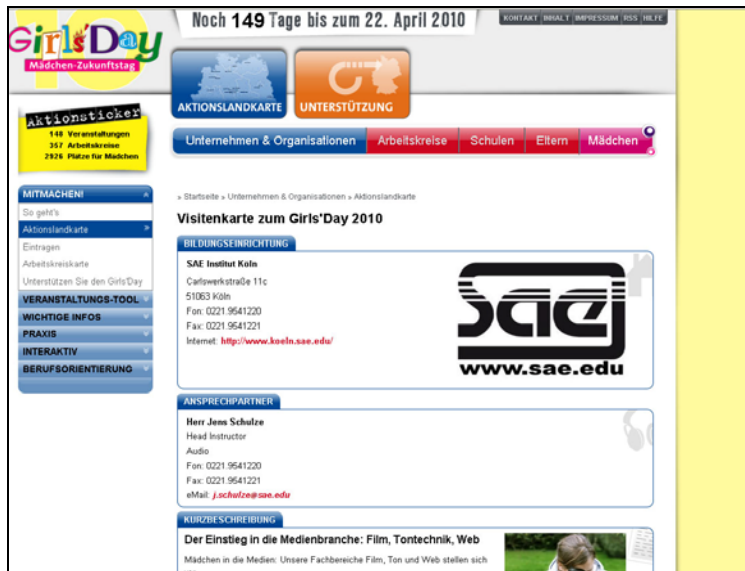 Noch 149 Tage bis zum 22. April 2010
KONTAKT INHALT IMPRESSUM RSS HILFE
10
Girls'Day
Mädchen-Zukunftstag
AKTIONSLANDKARTE
UNTERSTÜTZUNG
Aktionsticker
148 Veranstaltungen
357 Arbeitskreise
2926 Plätze für Mädchen
Unternehmen & Organisationen Arbeitskreise Schulen Eltern Mädchen
MITMACHEN!
So geht's
Aktionslandkarte »
Eintragen
Arbeitskreiskarte
Unterstützen Sie den Girls'Day
VERANSTALTUNGS-TOOL
WICHTIGE INFOS
PRAXIS
INTERAKTIV
BERUFSORIENTIERUNG
» Startseite » Unternehmen & Organisationen » Aktionslandkarte
Visitenkarte zum Girls'Day 2010
BILDUNGSEINRICHTUNG
SAE Institut Köln
Carlswerkstraße 11c
51063 Köln
Fon: 0221.9541220
Fax: 0221.9541221
Internet: http://www.koeln.sae.edu/
sae
www.sae.edu
ANSPRECHPARTNER
Herr Jens Schulze
Head Instructor
Audio
Fon: 0221.9541220
Fax: 0221.9541221
eMail: j.schulze@sae.edu
KURZBESCHREIBUNG
Der Einstieg in die Medienbranche: Film, Tontechnik, Web
Mädchen in die Medien: Unsere Fachbereiche Film, Ton und Web stellen sich